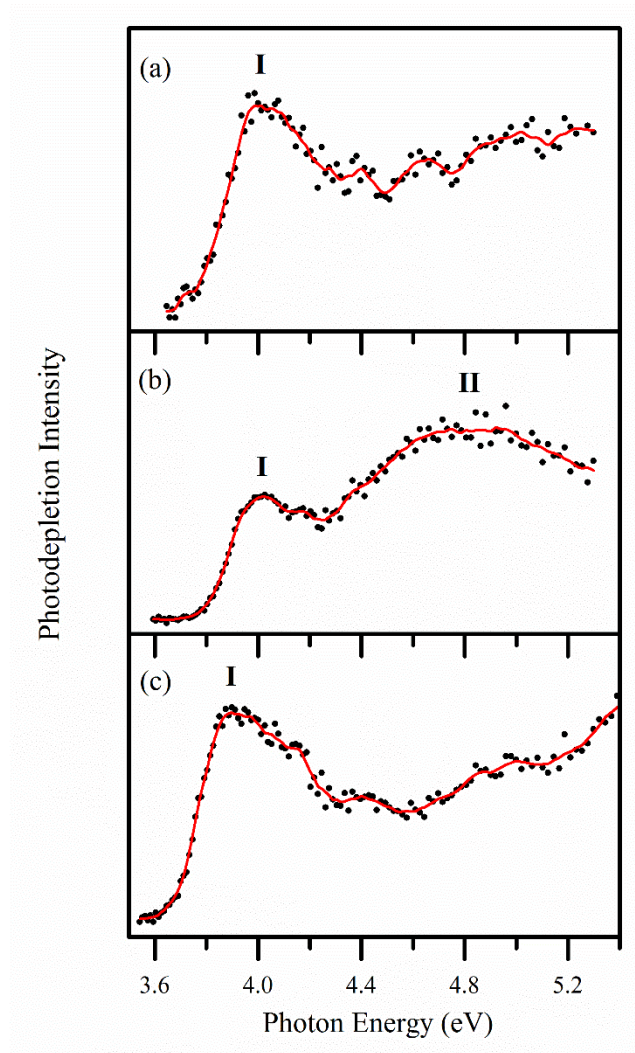 (a)
I
(b)
I
II
(c)
I
Photodepletion Intensity
3.6 4.0 4.4 4.8 5.2
Photon Energy (eV)